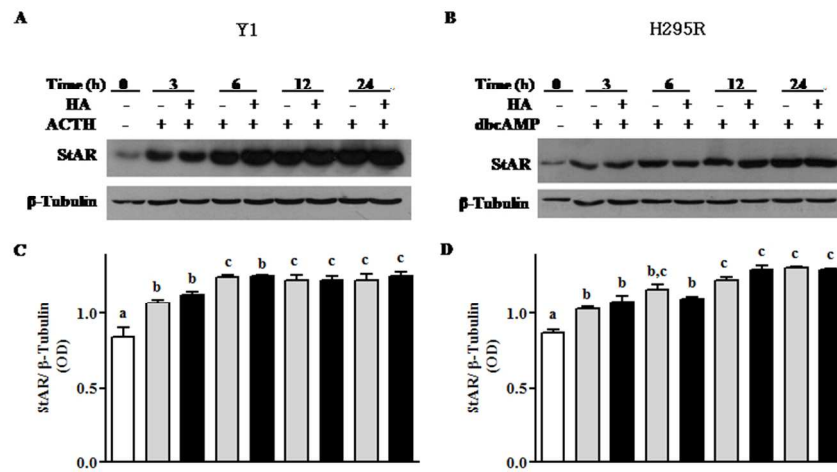 A
Y1
Time (h) 0 3 6 12 24
HA - - + - + - + - +
ACTH - + + + + + + + +
StAR
β-Tubulin
B
H295R
Time (h) 0 3 6 12 24
HA - - + - + - + - +
dbcAMP - + + + + + + + +
StAR
β-Tubulin
C
StAR/ β-Tubulin
(OD)
1.0
0.5
0.0
a b b c b c c c c
D
StAR/ β-Tubulin
(OD)
1.0
0.5
0.0
a b b b,c b c c c c